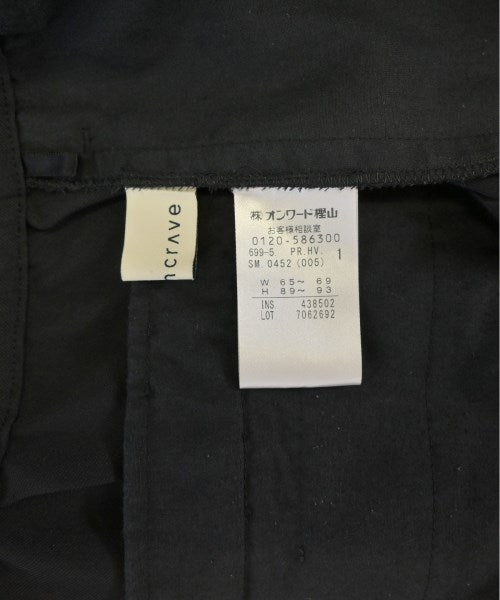 ncrave
㈱オンワード樫山
お客様相談室
0120-586300
699-5 PR.HV. 1
SM 0452 (005)
W 65～ 69
H 89～ 93
INS 438502
LOT 7062692